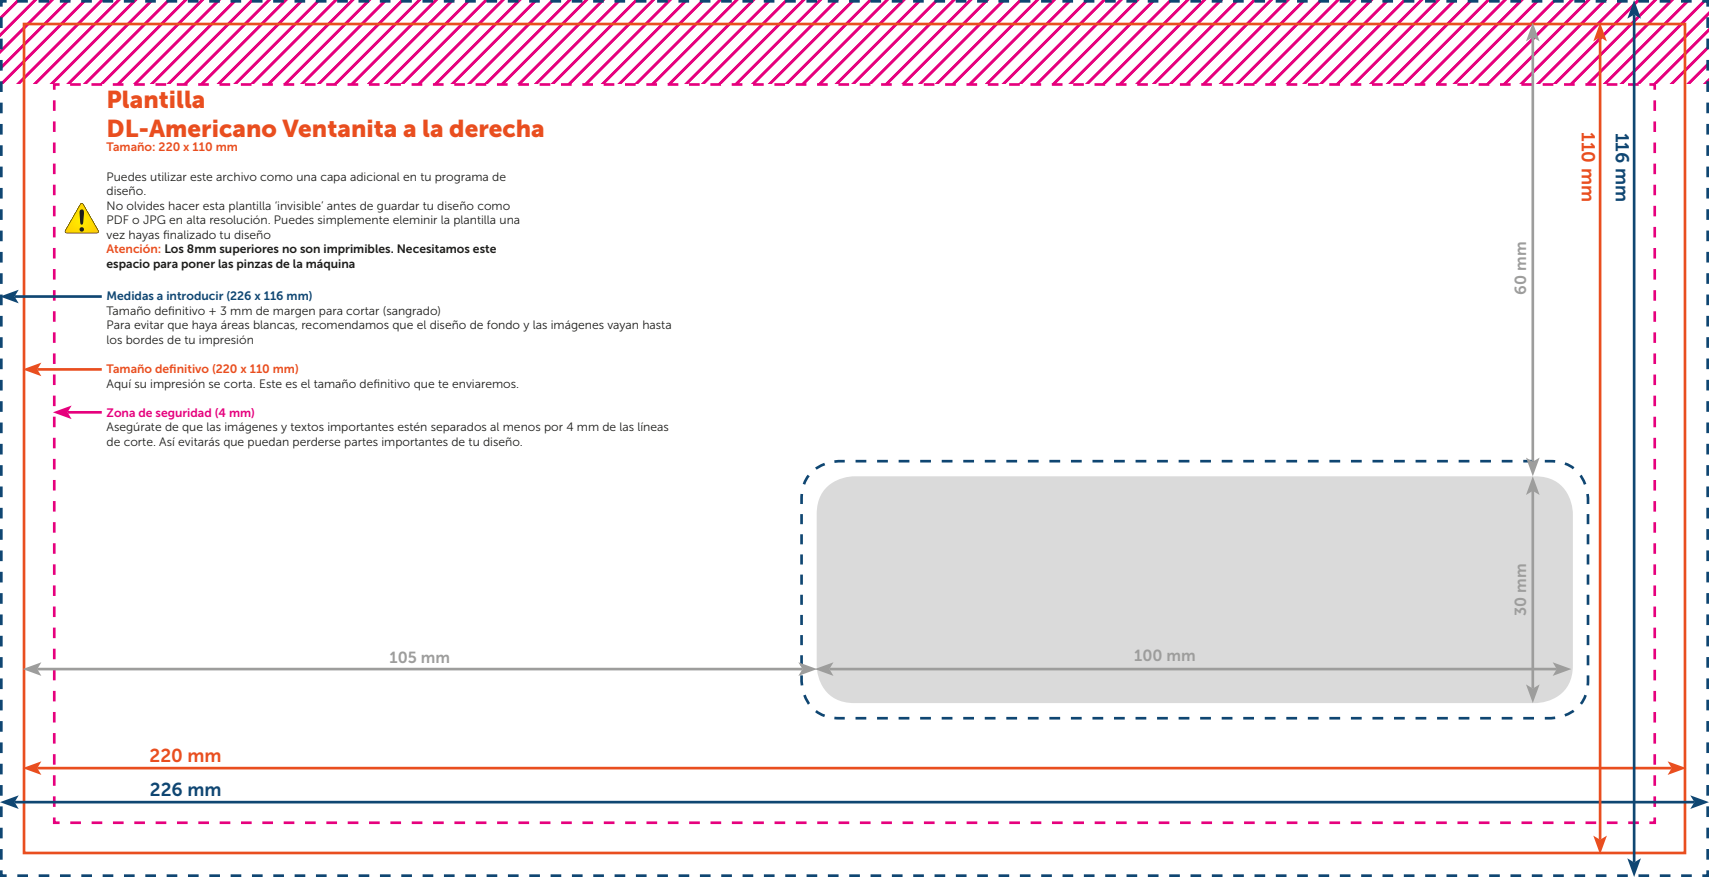 Plantilla
DL-Americano Ventanita a la derecha
Tamaño: 220 x 110 mm
Puedes utilizar este archivo como una capa adicional en tu programa de
diseño.
No olvides hacer esta plantilla ‘invisible’ antes de guardar tu diseño como
PDF o JPG en alta resolución. Puedes simplemente eleminir la plantilla una
vez hayas finalizado tu diseño
Atención: Los 8mm superiores no son imprimibles. Necesitamos este
espacio para poner las pinzas de la máquina
Medidas a introducir (226 x 116 mm)
Tamaño definitivo + 3 mm de margen para cortar (sangrado)
Para evitar que haya áreas blancas, recomendamos que el diseño de fondo y las imágenes vayan hasta
los bordes de tu impresión
Tamaño definitivo (220 x 110 mm)
Aquí su impresión se corta. Este es el tamaño definitivo que te enviaremos.
Zona de seguridad (4 mm)
Asegúrate de que las imágenes y textos importantes estén separados al menos por 4 mm de las líneas
de corte. Así evitarás que puedan perderse partes importantes de tu diseño.
60 mm
110 mm
116 mm
30 mm
105 mm
100 mm
220 mm
226 mm